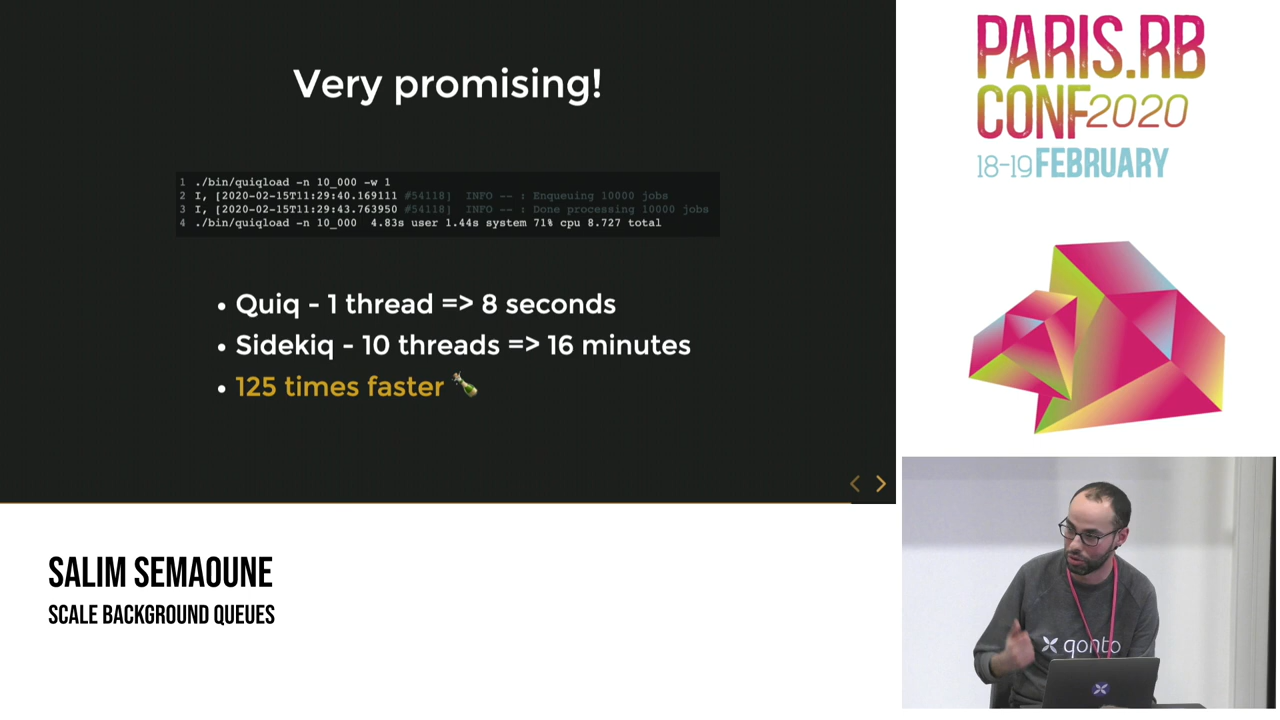 Very promising!
1 ./bin/quiqload -n 10_000 -w 1
2 I, [2020-02-15T11:29:40.169111 #54118]  INFO -- : Enqueuing 10000 jobs
3 I, [2020-02-15T11:29:43.763950 #54118]  INFO -- : Done processing 10000 jobs
4 ./bin/quiqload -n 10_000  4.83s user 1.44s system 71% cpu 8.727 total
• Quiq - 1 thread => 8 seconds
• Sidekiq - 10 threads => 16 minutes
• 125 times faster 🍾
SALIM SEMAOUNE
SCALE BACKGROUND QUEUES
PARIS.RB
CONF2020
18-19 FEBRUARY
qonto